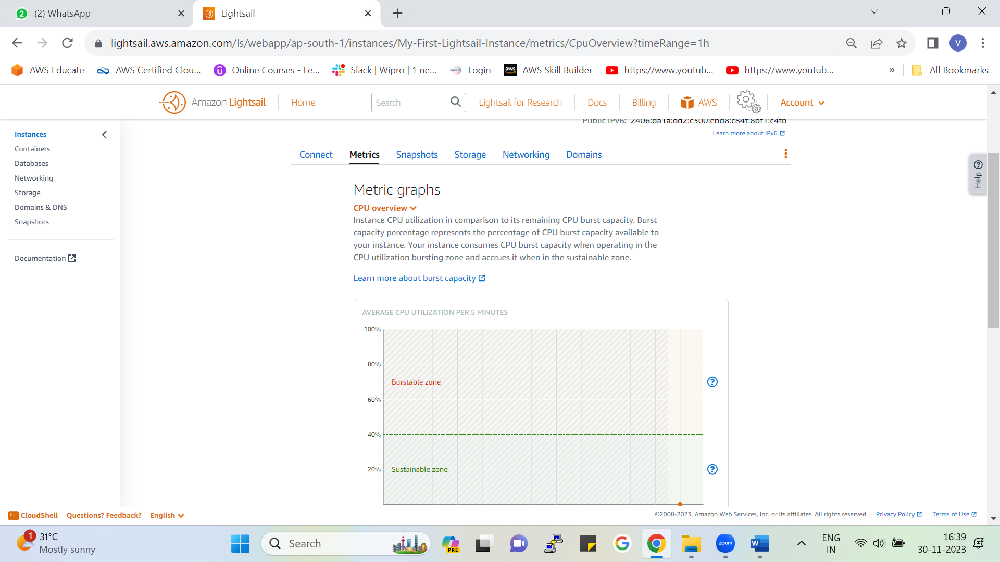 (2) WhatsApp
Lightsail
lightsail.aws.amazon.com/ls/webapp/ap-south-1/instances/My-First-Lightsail-Instance/metrics/CpuOverview?timeRange=1h
V
AWS Educate
AWS Certified Clou...
Online Courses - Le...
Slack | Wipro | 1 ne...
Login
AWS Skill Builder
https://www.youtub...
https://www.youtub...
»
All Bookmarks
Amazon Lightsail
Home
Search
Lightsail for Research
Docs
Billing
AWS
Account
Public IPv6: 2406:da1a:dd2:c300:ebd8:c84f:8bf1:c4fb
Learn more about IPv6
Instances
Containers
Databases
Networking
Storage
Domains & DNS
Snapshots
Documentation
Connect
Metrics
Snapshots
Storage
Networking
Domains
Help
Metric graphs
CPU overview
Instance CPU utilization in comparison to its remaining CPU burst capacity. Burst
capacity percentage represents the percentage of CPU burst capacity available to
your instance. Your instance consumes CPU burst capacity when operating in the
CPU utilization bursting zone and accrues it when in the sustainable zone.
Learn more about burst capacity
AVERAGE CPU UTILIZATION PER 5 MINUTES
100%
80%
Burstable zone
60%
40%
20%
Sustainable zone
CloudShell
Questions? Feedback?
English
©2008-2023, Amazon Web Services, Inc. or its affiliates. All rights reserved.
Privacy Policy
Terms of Use
1
31°C
Mostly sunny
Search
PRE
zoom
W
ENG
IN
16:39
30-11-2023